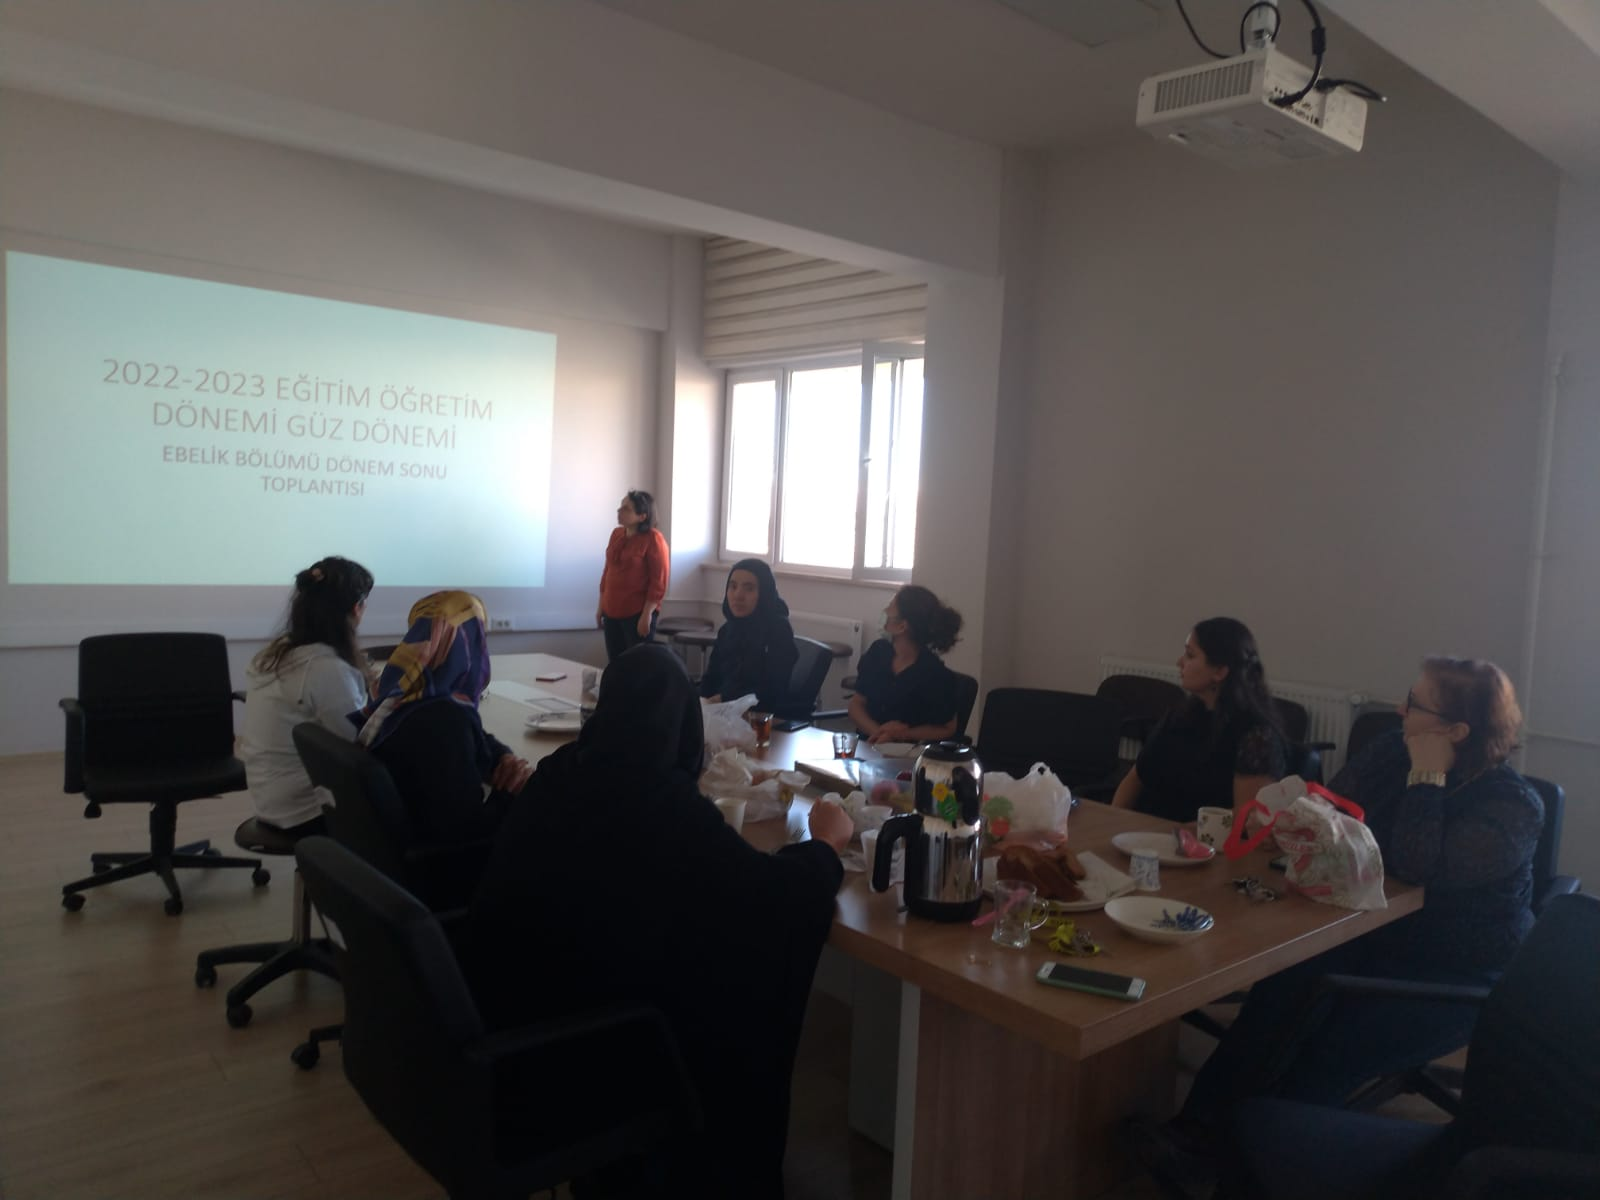 2022-2023 EĞİTİM ÖĞRETİM
DÖNEMİ GÜZ DÖNEMİ
EBELİK BÖLÜMÜ DÖNEM SONU
TOPLANTISI